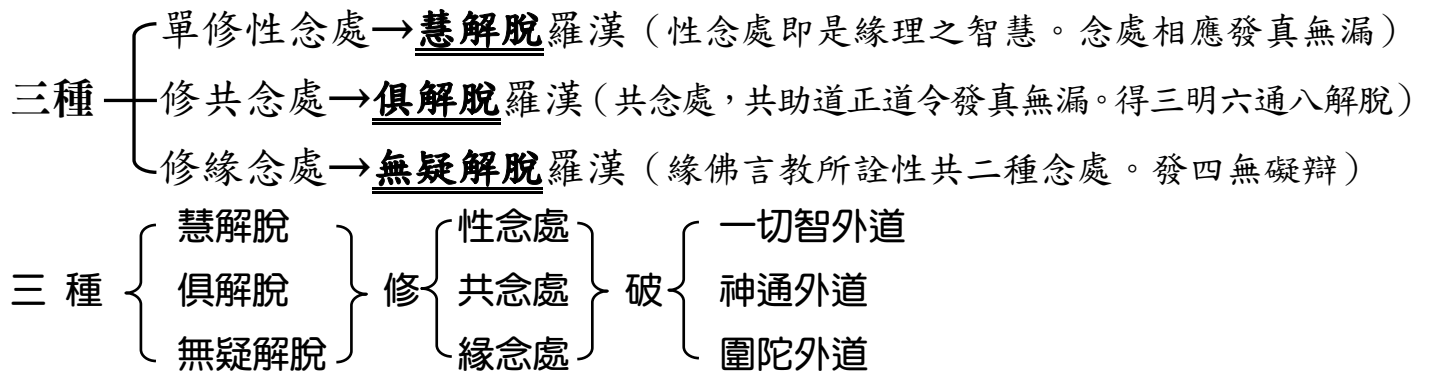 單修性念處→慧解脫羅漢（性念處即是緣理之智慧。念處相應發真無漏）
三種 修共念處→俱解脫羅漢（共念處，共助道正道令發真無漏。得三明六通八解脫）
修緣念處→無疑解脫羅漢（緣佛言教所詮性共二種念處。發四無礙辯）
慧解脫 性念處 一切智外道
三種 俱解脫 修 共念處 破 神通外道
無疑解脫 緣念處 圍陀外道